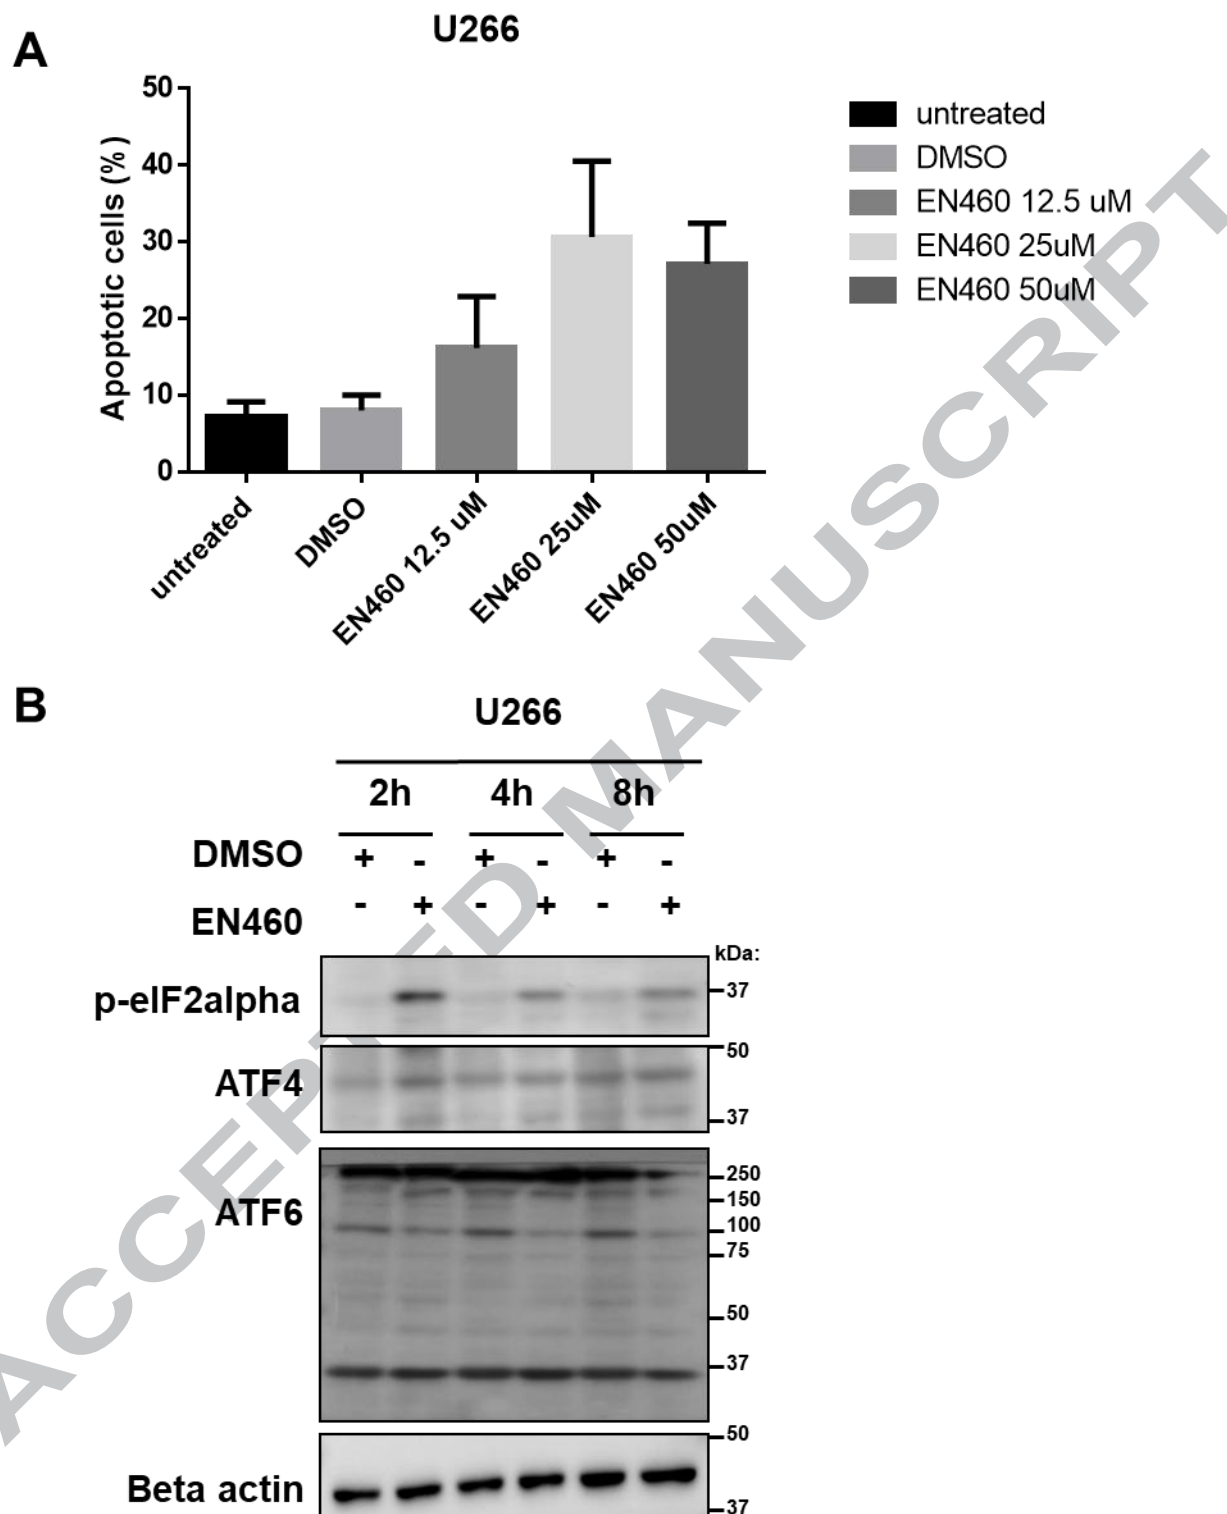 A
U266
50
40
30
20
10
0
Apoptotic cells (%)
untreated
DMSO
EN460 12.5 uM
EN460 25uM
EN460 50uM
untreated
DMSO
EN460 12.5 uM
EN460 25uM
EN460 50uM
B
U266
2h 4h 8h
DMSO + - + - + -
EN460 - + - + - +
kDa:
p-eIF2alpha 37
ATF4 50
37
ATF6 250
150
100
75
50
37
Beta actin 50
37
ACCEPTED MANUSCRIPT